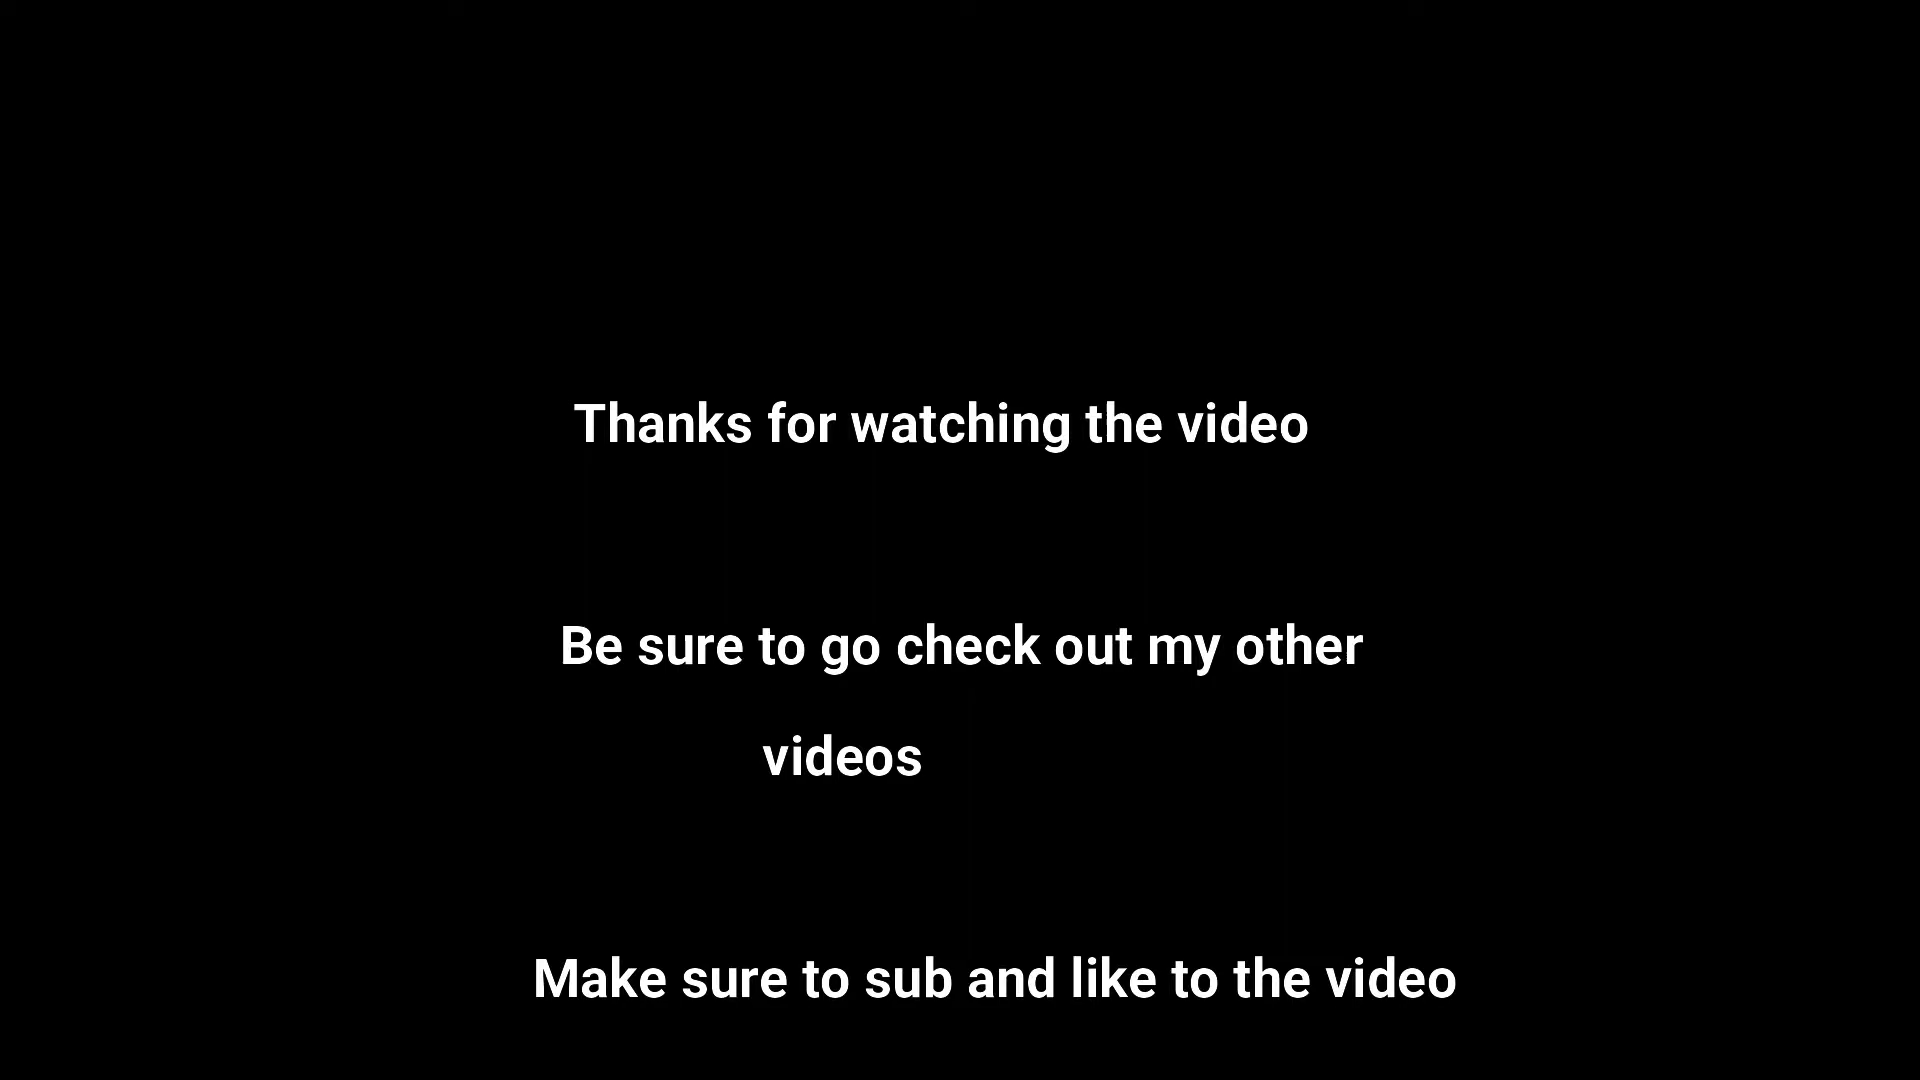 Thanks for watching the video
Be sure to go check out my other
videos
Make sure to sub and like to the video